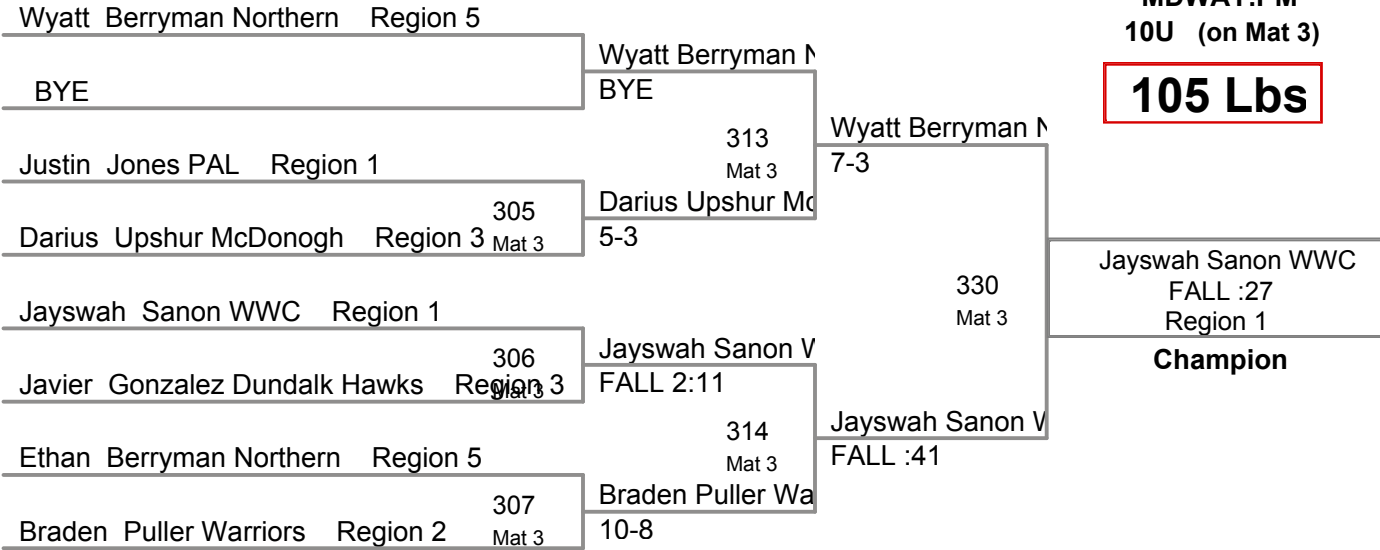 Wyatt Berryman Northern Region 5
10U (on Mat 3)
Wyatt Berryman
BYE
BYE
105 Lbs
Wyatt Berryman
313
Mat 3
7-3
Justin Jones PAL Region 1
Darius Upshur
305
Mat 3
5-3
Darius Upshur McDonogh Region 3
Jayswah Sanon WWC
FALL :27
Region 1
Champion
330
Mat 3
Jayswah Sanon WWC Region 1
Jayswah Sanon
306
Mat 3
FALL 2:11
Javier Gonzalez Dundalk Hawks Region 3
Jayswah Sanon
314
Mat 3
FALL :41
Ethan Berryman Northern Region 5
Braden Puller
307
Mat 3
10-8
Braden Puller Warriors Region 2